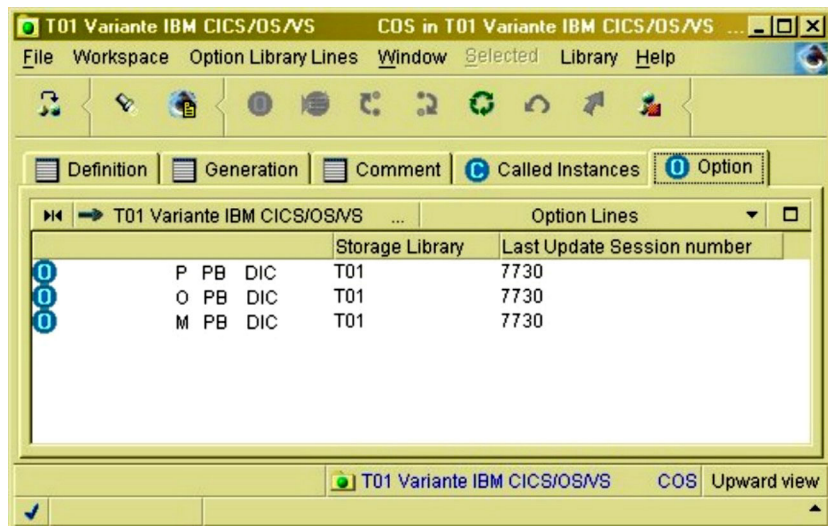 T01 Variante IBM CICS/OS/VS COS in T01 Variante IBM CICS/OS/VS ...
File Workspace Option Library Lines Window Selected Library Help
Definition Generation Comment C Called Instances O Option
T01 Variante IBM CICS/OS/VS ... Option Lines
Storage Library Last Update Session number
O P PB DIC T01 7730
O O PB DIC T01 7730
O M PB DIC T01 7730
T01 Variante IBM CICS/OS/VS COS Upward view